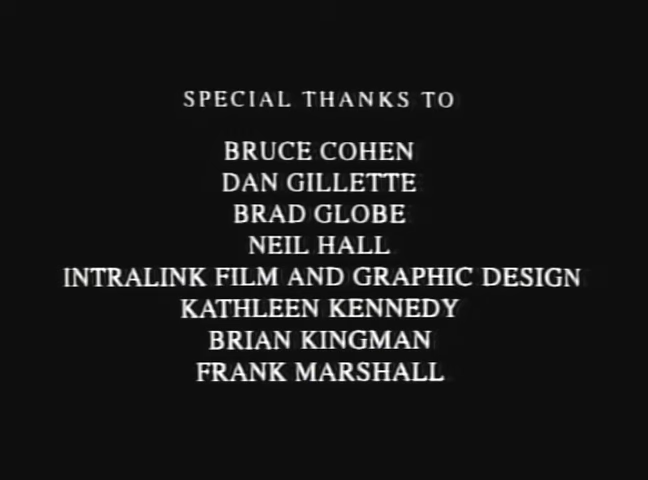 SPECIAL THANKS TO
BRUCE COHEN
DAN GILLETTE
BRAD GLOBE
NEIL HALL
INTRALINK FILM AND GRAPHIC DESIGN
KATHLEEN KENNEDY
BRIAN KINGMAN
FRANK MARSHALL